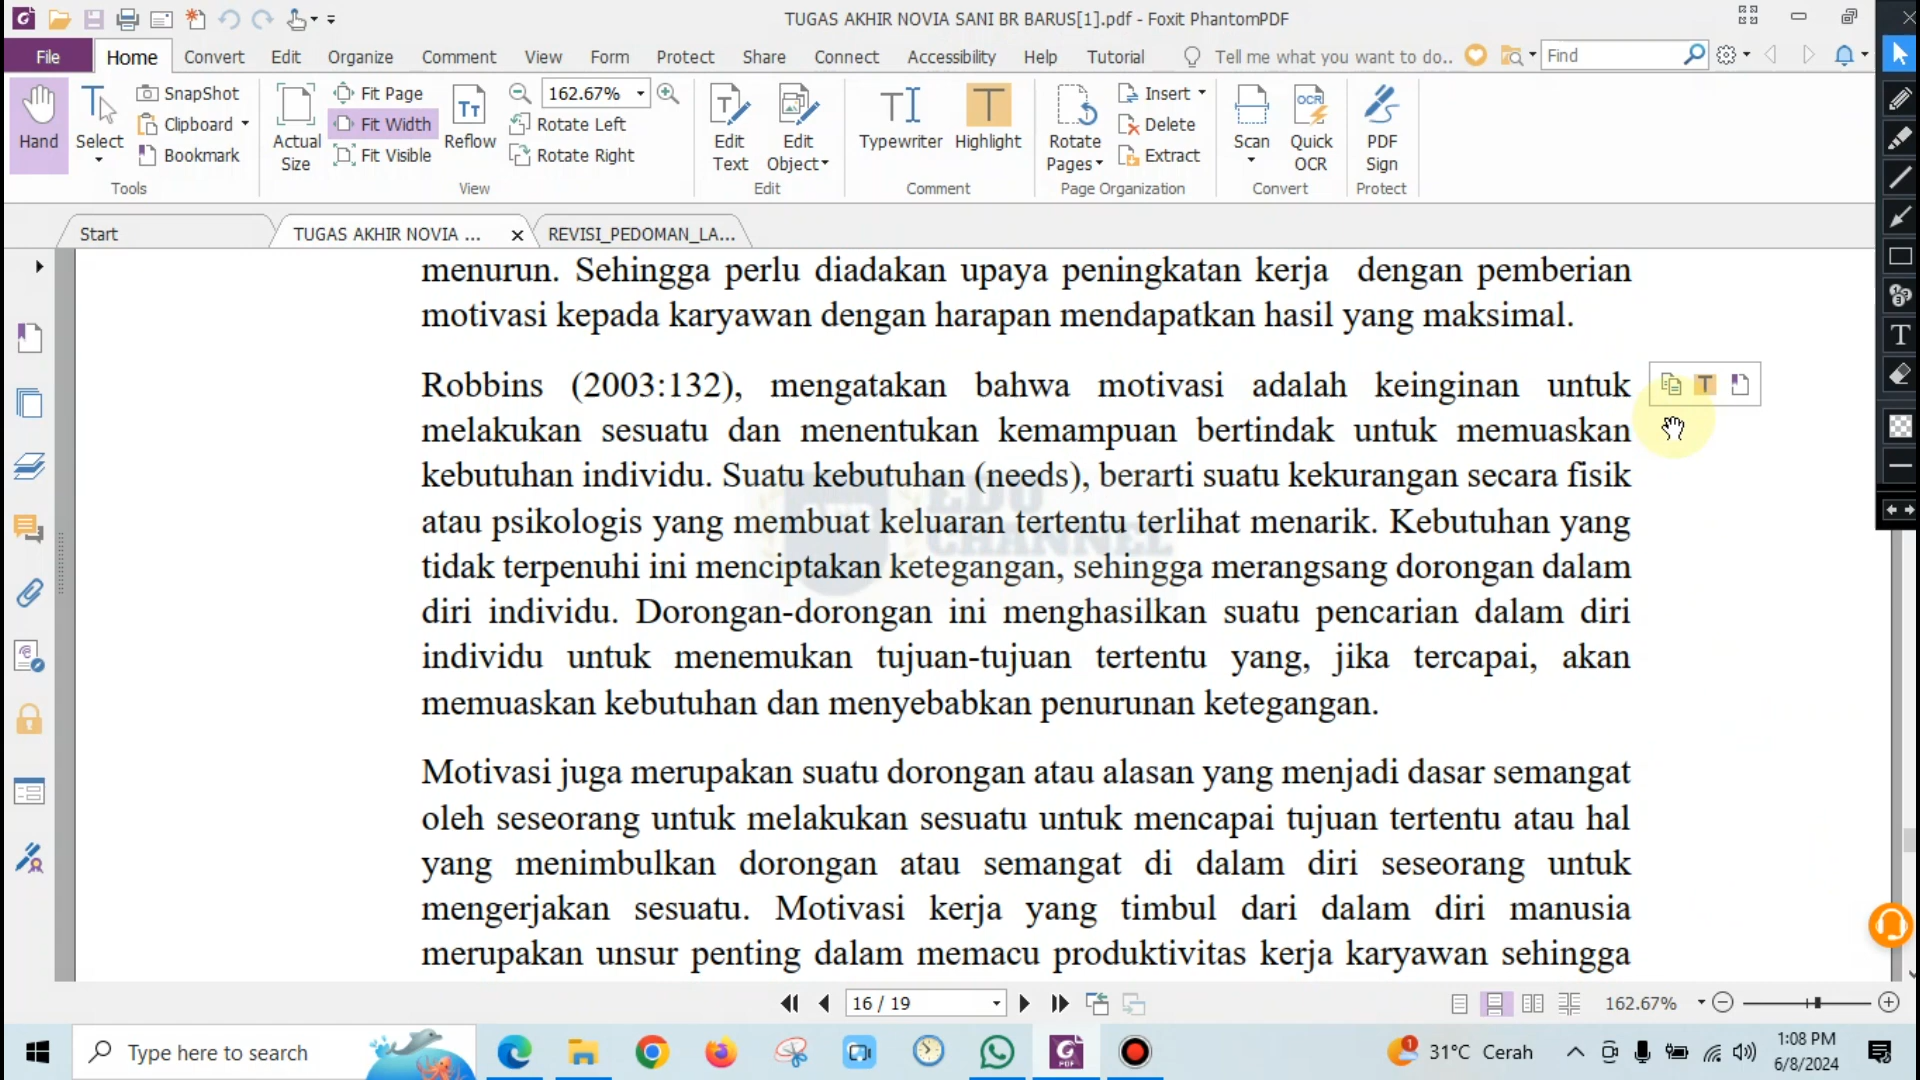 TUGAS AKHIR NOVIA SANI BR BARUS[1].pdf - Foxit PhantomPDF
File Home Convert Edit Organize Comment View Form Protect Share Connect Accessibility Help Tutorial Tell me what you want to do.. Find
Hand
Select
SnapShot
Clipboard
Bookmark
Tools
Actual Size
Fit Page
Fit Width
Fit Visible
Reflow
162.67%
Rotate Left
Rotate Right
View
Edit Text
Edit Object
Edit
Typewriter
Highlight
Comment
Rotate Pages
Insert
Delete
Extract
Page Organization
Scan
Quick OCR
Convert
PDF Sign
Protect
Start
TUGAS AKHIR NOVIA ...
REVISI_PEDOMAN_LA...
menurun. Sehingga perlu diadakan upaya peningkatan kerja dengan pemberian
motivasi kepada karyawan dengan harapan mendapatkan hasil yang maksimal.
Robbins (2003:132), mengatakan bahwa motivasi adalah keinginan untuk
melakukan sesuatu dan menentukan kemampuan bertindak untuk memuaskan
kebutuhan individu. Suatu kebutuhan (needs), berarti suatu kekurangan secara fisik
atau psikologis yang membuat keluaran tertentu terlihat menarik. Kebutuhan yang
tidak terpenuhi ini menciptakan ketegangan, sehingga merangsang dorongan dalam
diri individu. Dorongan-dorongan ini menghasilkan suatu pencarian dalam diri
individu untuk menemukan tujuan-tujuan tertentu yang, jika tercapai, akan
memuaskan kebutuhan dan menyebabkan penurunan ketegangan.
Motivasi juga merupakan suatu dorongan atau alasan yang menjadi dasar semangat
oleh seseorang untuk melakukan sesuatu untuk mencapai tujuan tertentu atau hal
yang menimbulkan dorongan atau semangat di dalam diri seseorang untuk
mengerjakan sesuatu. Motivasi kerja yang timbul dari dalam diri manusia
merupakan unsur penting dalam memacu produktivitas kerja karyawan sehingga
EDU
CHANNEL
16 / 19
162.67%
Type here to search
31°C Cerah
1:08 PM
6/8/2024